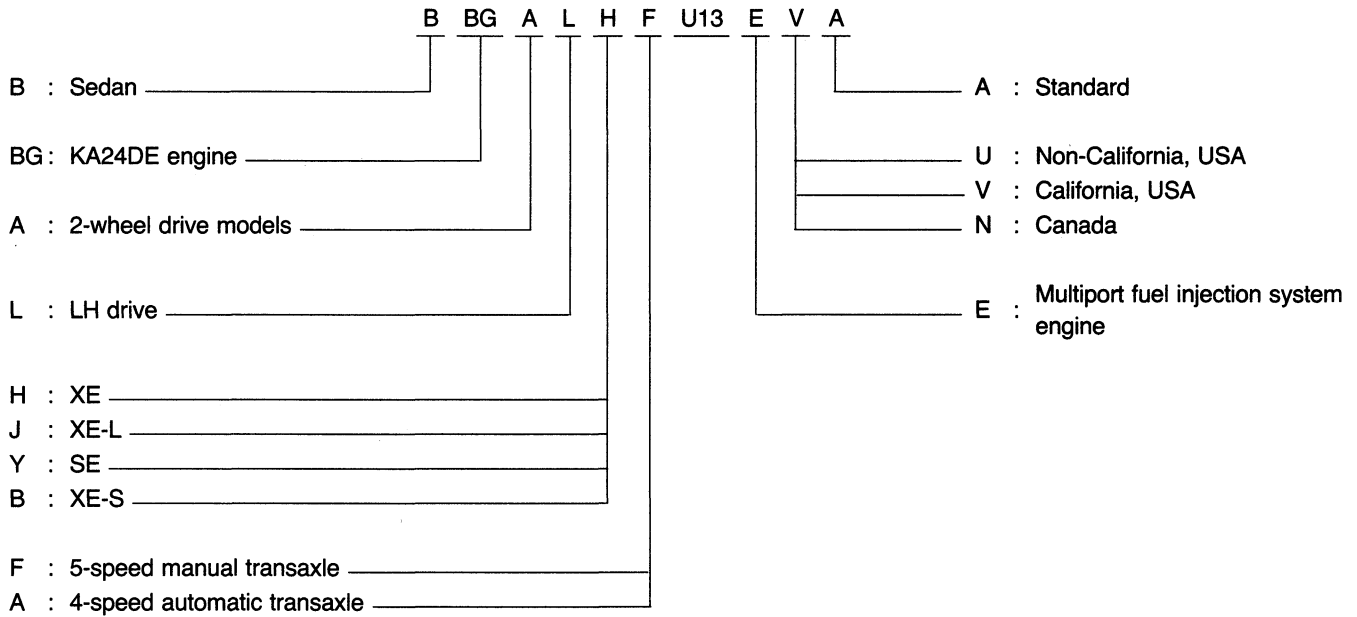 B BG A L H F U13 E V A
B : Sedan
BG : KA24DE engine
A : 2-wheel drive models
L : LH drive
H : XE
J : XE-L
Y : SE
B : XE-S
F : 5-speed manual transaxle
A : 4-speed automatic transaxle
A : Standard
U : Non-California, USA
V : California, USA
N : Canada
E : Multiport fuel injection system
engine